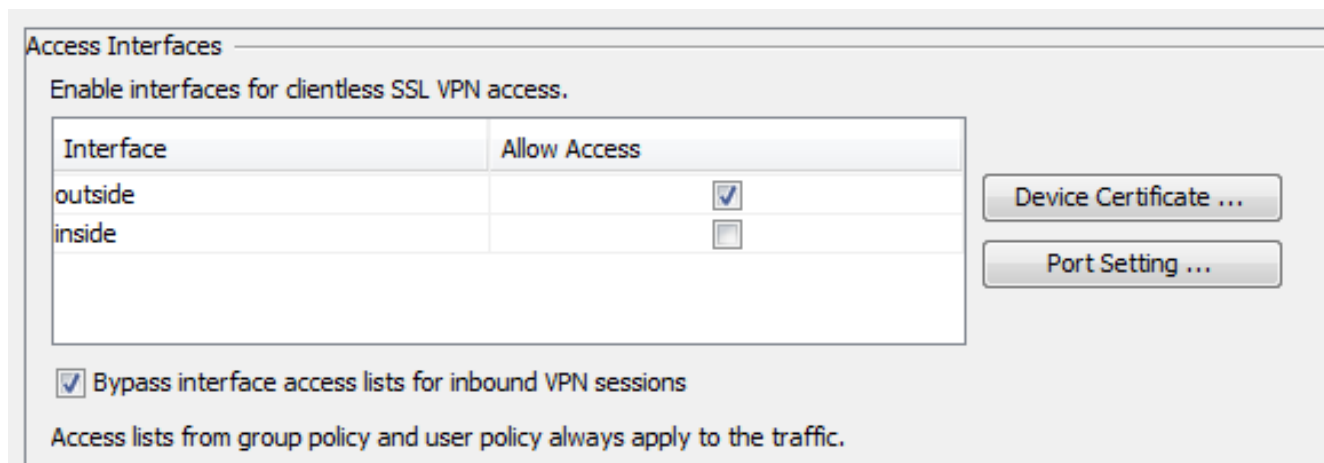 Access Interfaces
Enable interfaces for clientless SSL VPN access.
Interface Allow Access
outside
inside
Device Certificate ...
Port Setting ...
Bypass interface access lists for inbound VPN sessions
Access lists from group policy and user policy always apply to the traffic.